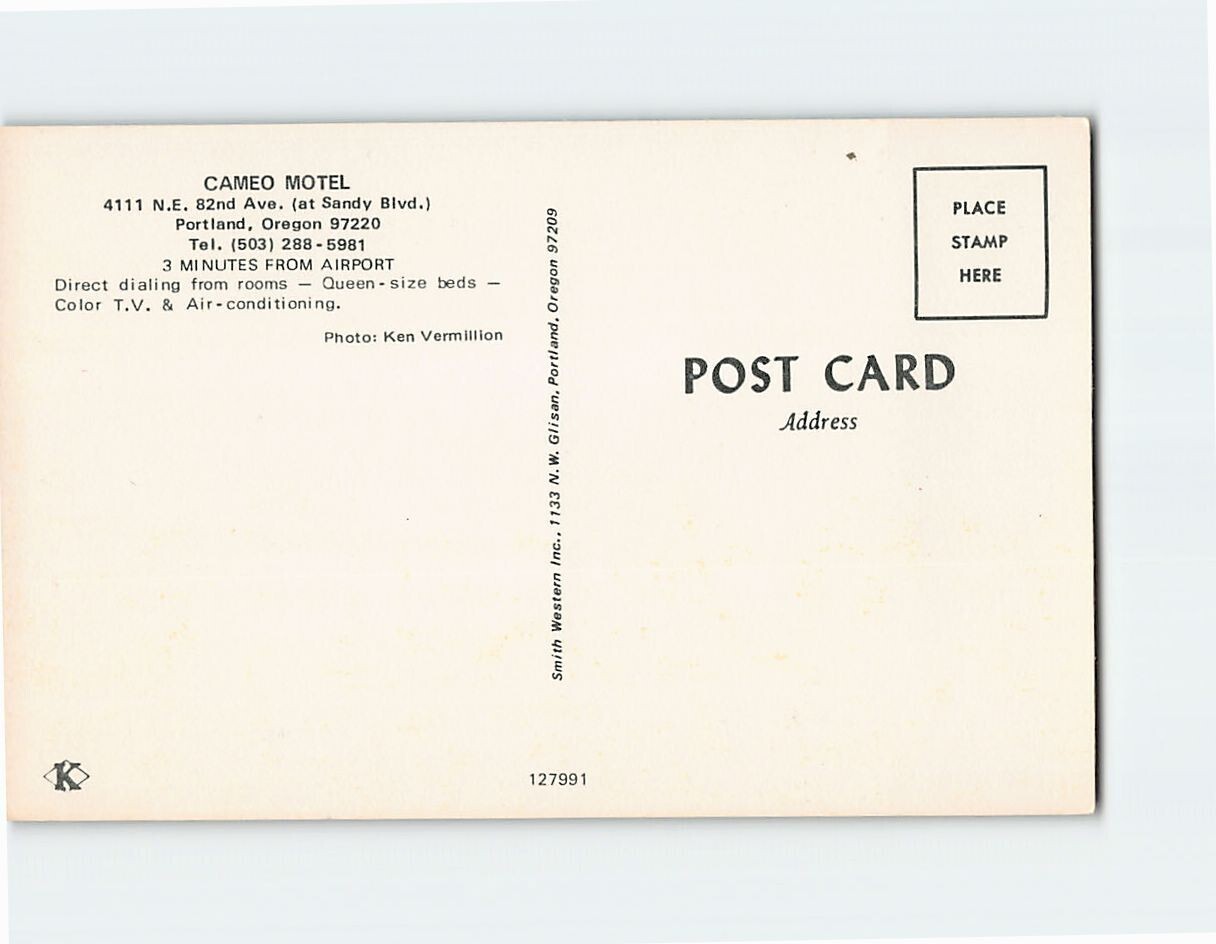 CAMEO MOTEL
4111 N.E. 82nd Ave. (at Sandy Blvd.)
Portland, Oregon 97220
Tel. (503) 288-5981
3 MINUTES FROM AIRPORT
Direct dialing from rooms — Queen-size beds —
Color T.V. & Air-conditioning.
Photo: Ken Vermillion
Smith Western Inc., 1133 N.W. Glisan, Portland, Oregon 97209
PLACE
STAMP
HERE
POST CARD
Address
K
127991